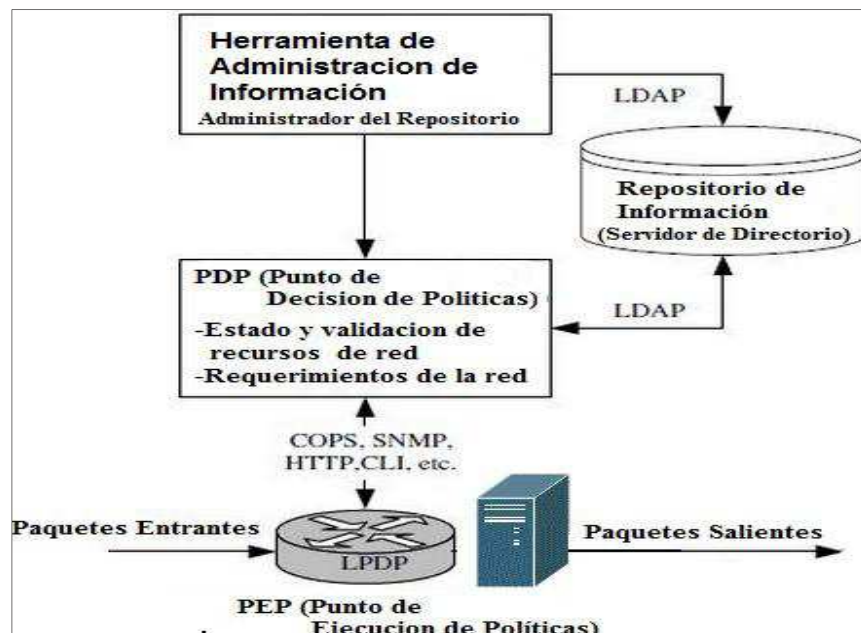 Herramienta de
Administracion de
Información
Administrador del Repositorio
LDAP
Repositorio de
Información
(Servidor de Directorio)
PDP (Punto de
Decision de Politicas)
-Estado y validacion de
recursos de red
-Requerimientos de la red
LDAP
COPS, SNMP,
HTTP,CLI, etc.
Paquetes Entrantes
Paquetes Salientes
LPDP
PEP (Punto de
Ejecucion de Políticas)